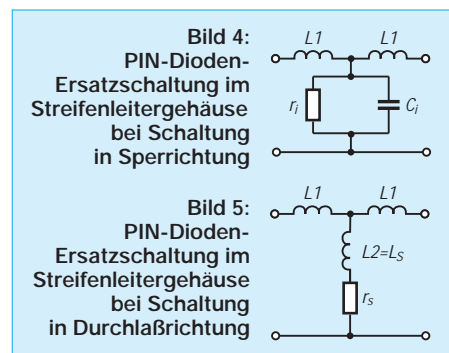 Bild 4:
PIN-Dioden-
Ersatzschaltung im
Streifenleitergehäuse
bei Schaltung
in Sperrichtung
L1 L1
ri Ci
Bild 5:
PIN-Dioden-
Ersatzschaltung im
Streifenleitergehäuse
bei Schaltung
in Durchlaßrichtung
L1 L1
L2=LS
rS